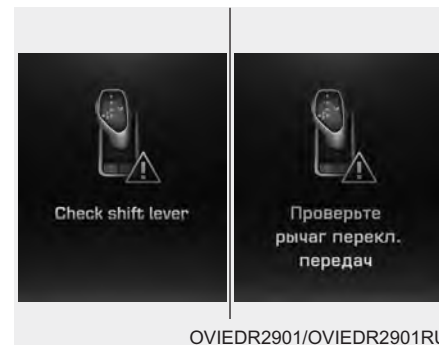 Check shift lever
Проверьте
рычаг перекл.
передач
OVIEDR2901/OVIEDR2901RU